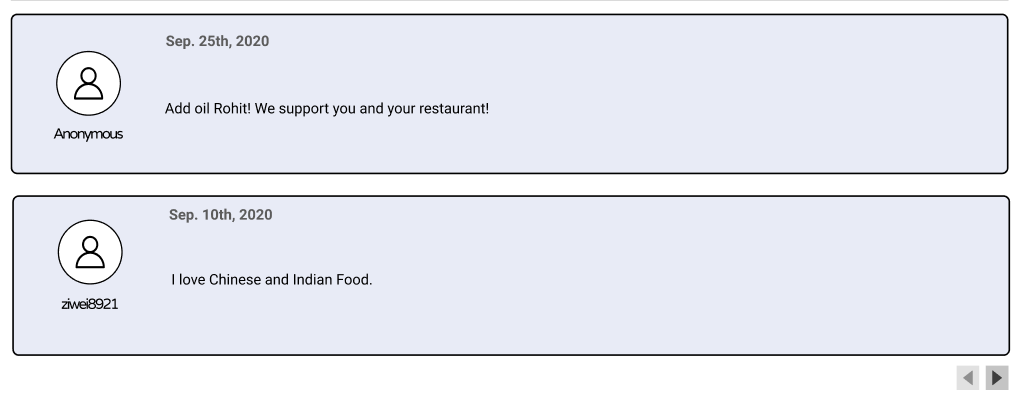 Sep. 25th, 2020
Add oil Rohit! We support you and your restaurant!
Anonymous
Sep. 10th, 2020
I love Chinese and Indian Food.
ziwei8921